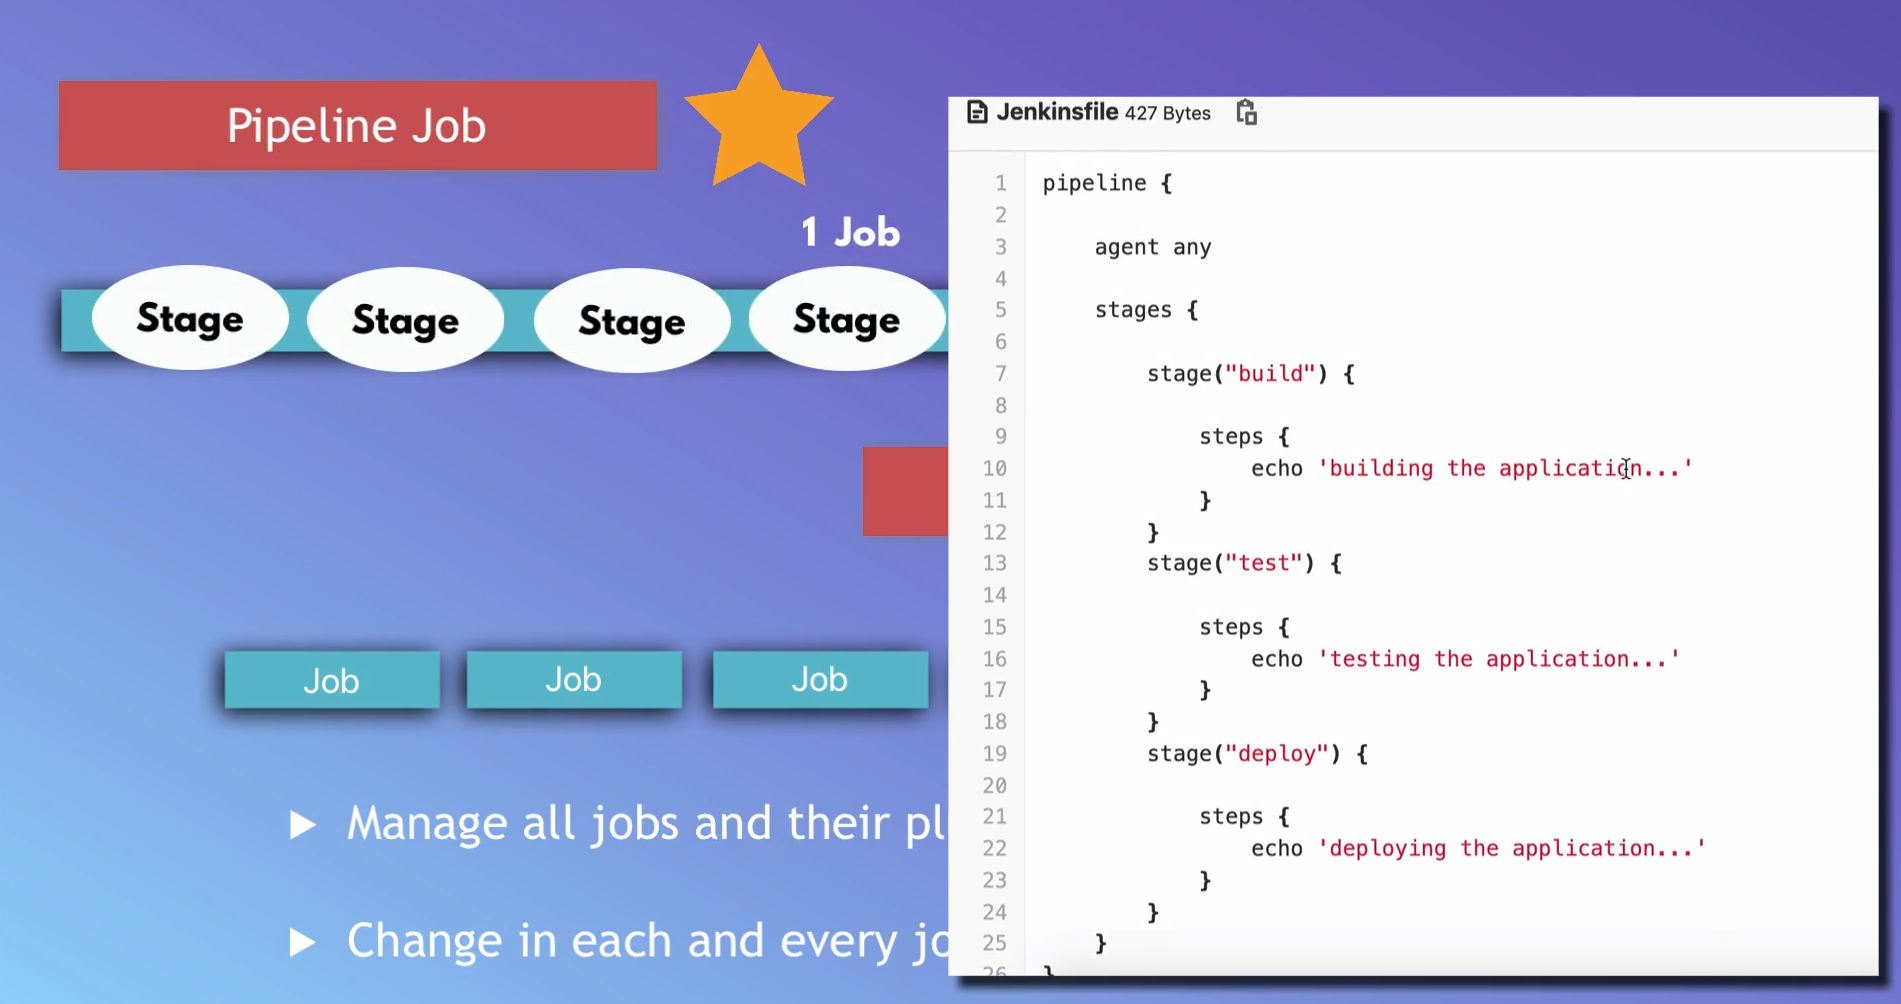 Pipeline Job
1 Job
Stage
Stage
Stage
Stage
Job
Job
Job
Manage all jobs and their
Change in each and every
Jenkinsfile 427 Bytes
1 pipeline {
2
3 agent any
4
5 stages {
6
7 stage("build") {
8
9 steps {
10 echo 'building the application...'
11 }
12 }
13 stage("test") {
14
15 steps {
16 echo 'testing the application...'
17 }
18 }
19 stage("deploy") {
20
21 steps {
22 echo 'deploying the application...'
23 }
24 }
25 }
26 }